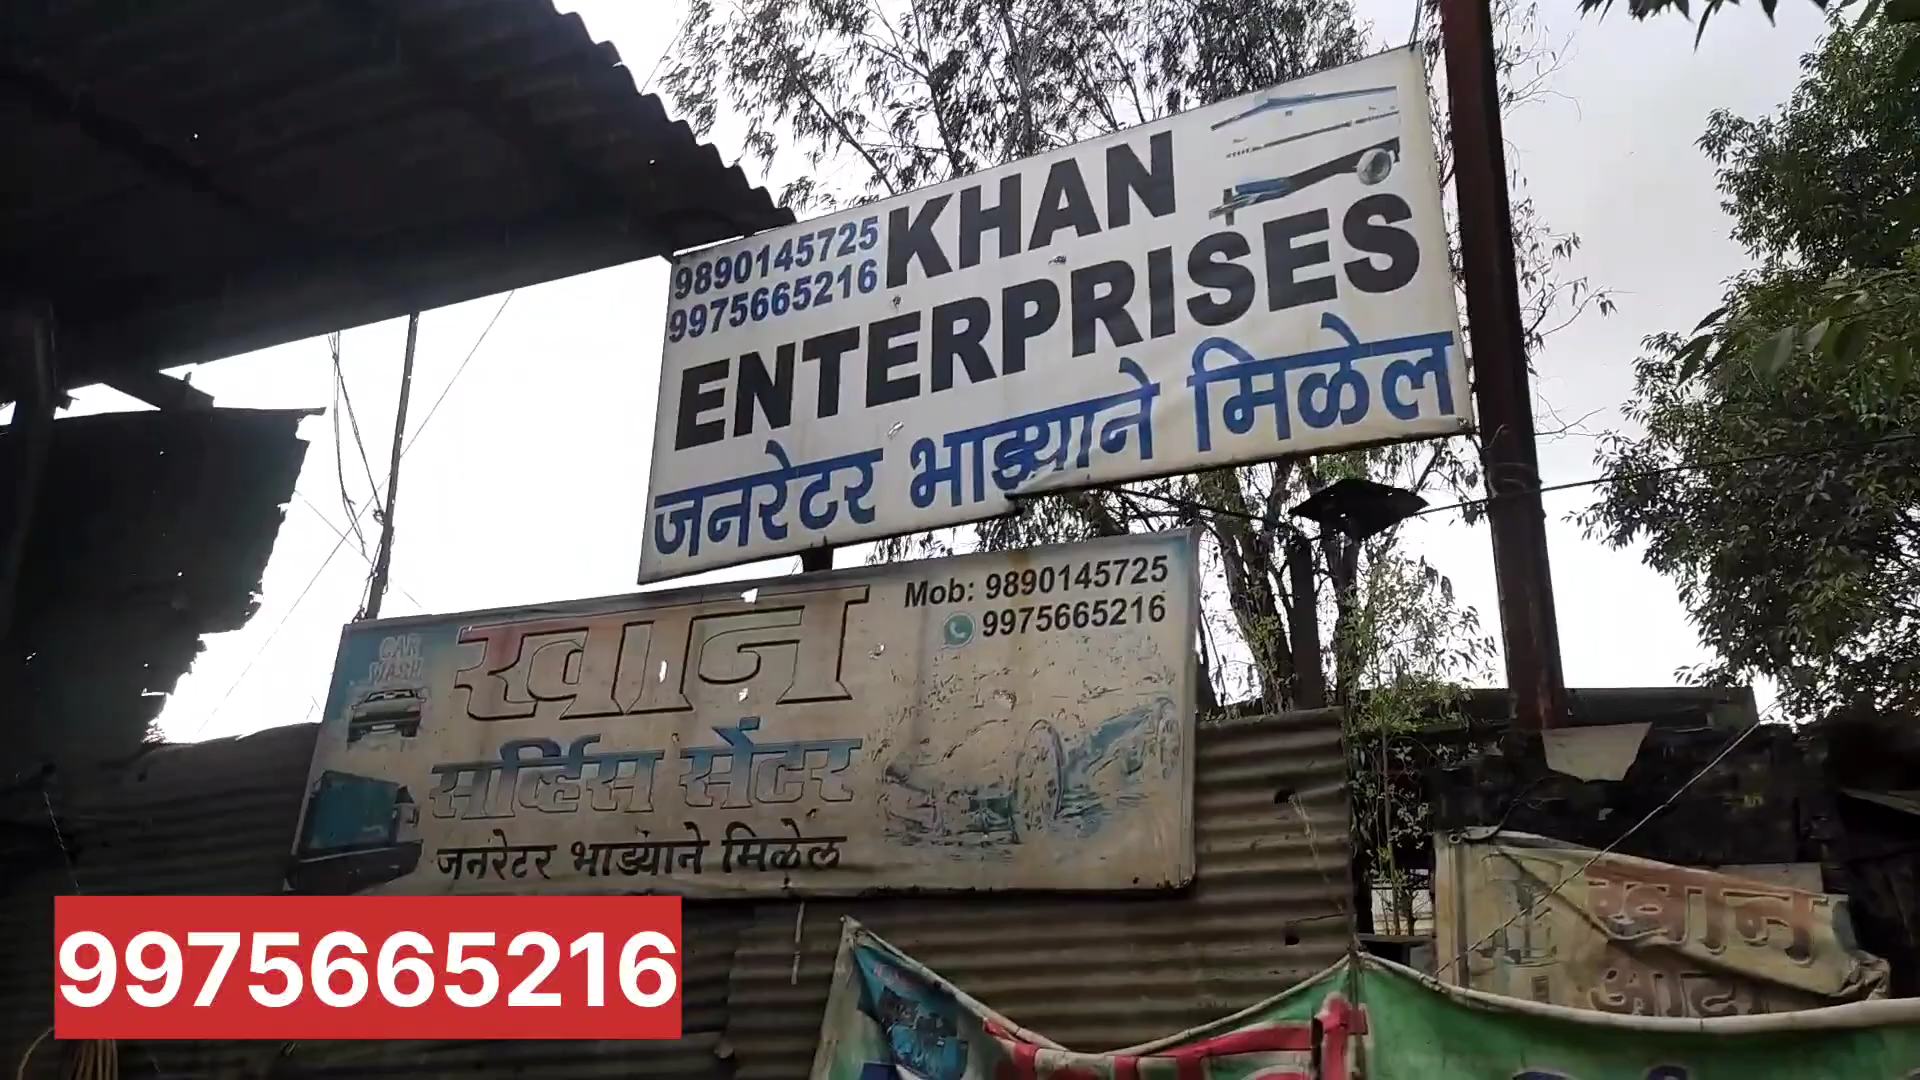 9890145725
9975665216
KHAN
ENTERPRISES
जनरेटर भाड्याने मिळेल
Mob: 9890145725
9975665216
CAR
WASH
खान
सर्व्हिस सेंटर
जनरेटर भाड्याने मिळेल
9975665216
खान